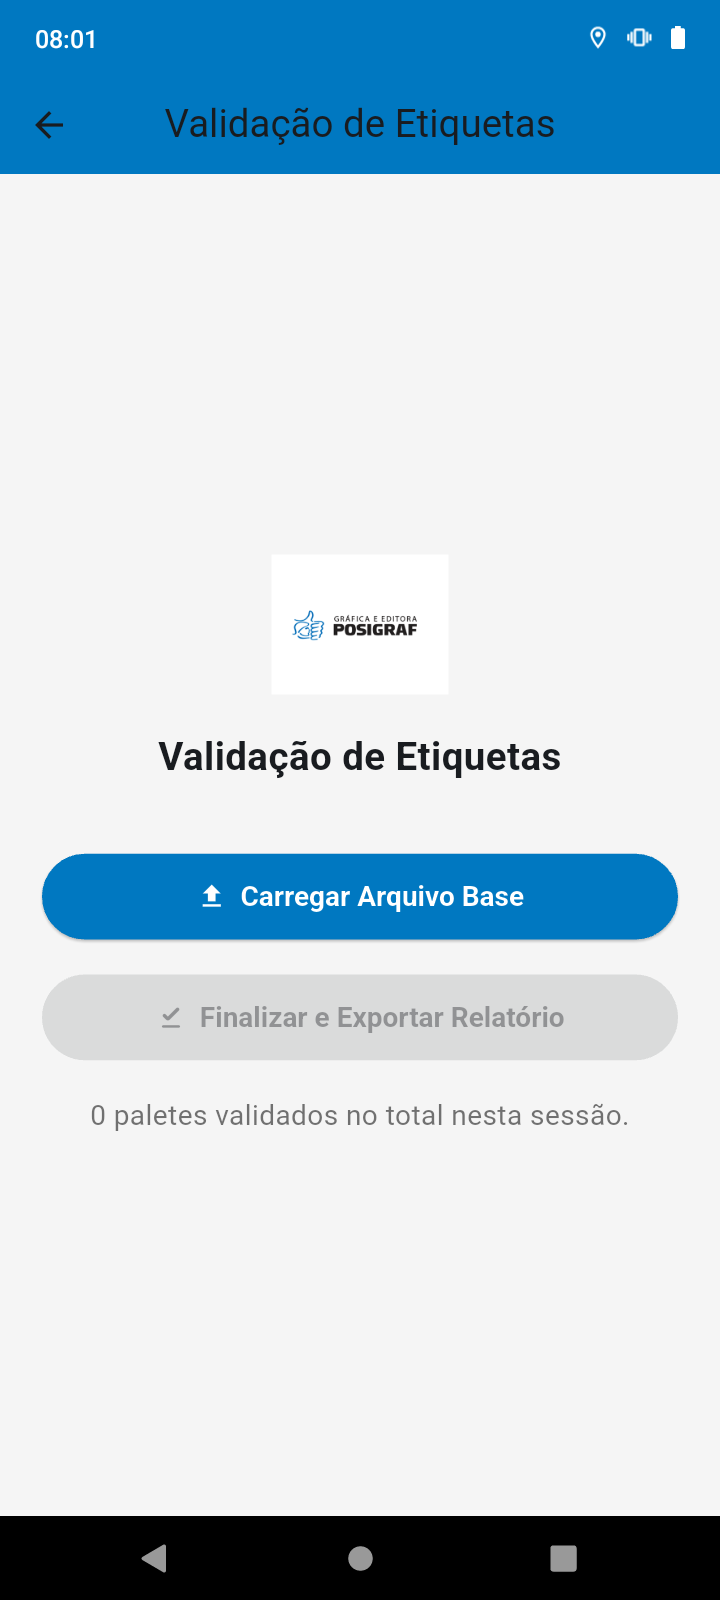 08:01
Validação de Etiquetas
GRÁFICA E EDITORA
POSIGRAF
Validação de Etiquetas
Carregar Arquivo Base
Finalizar e Exportar Relatório
0 paletes validados no total nesta sessão.